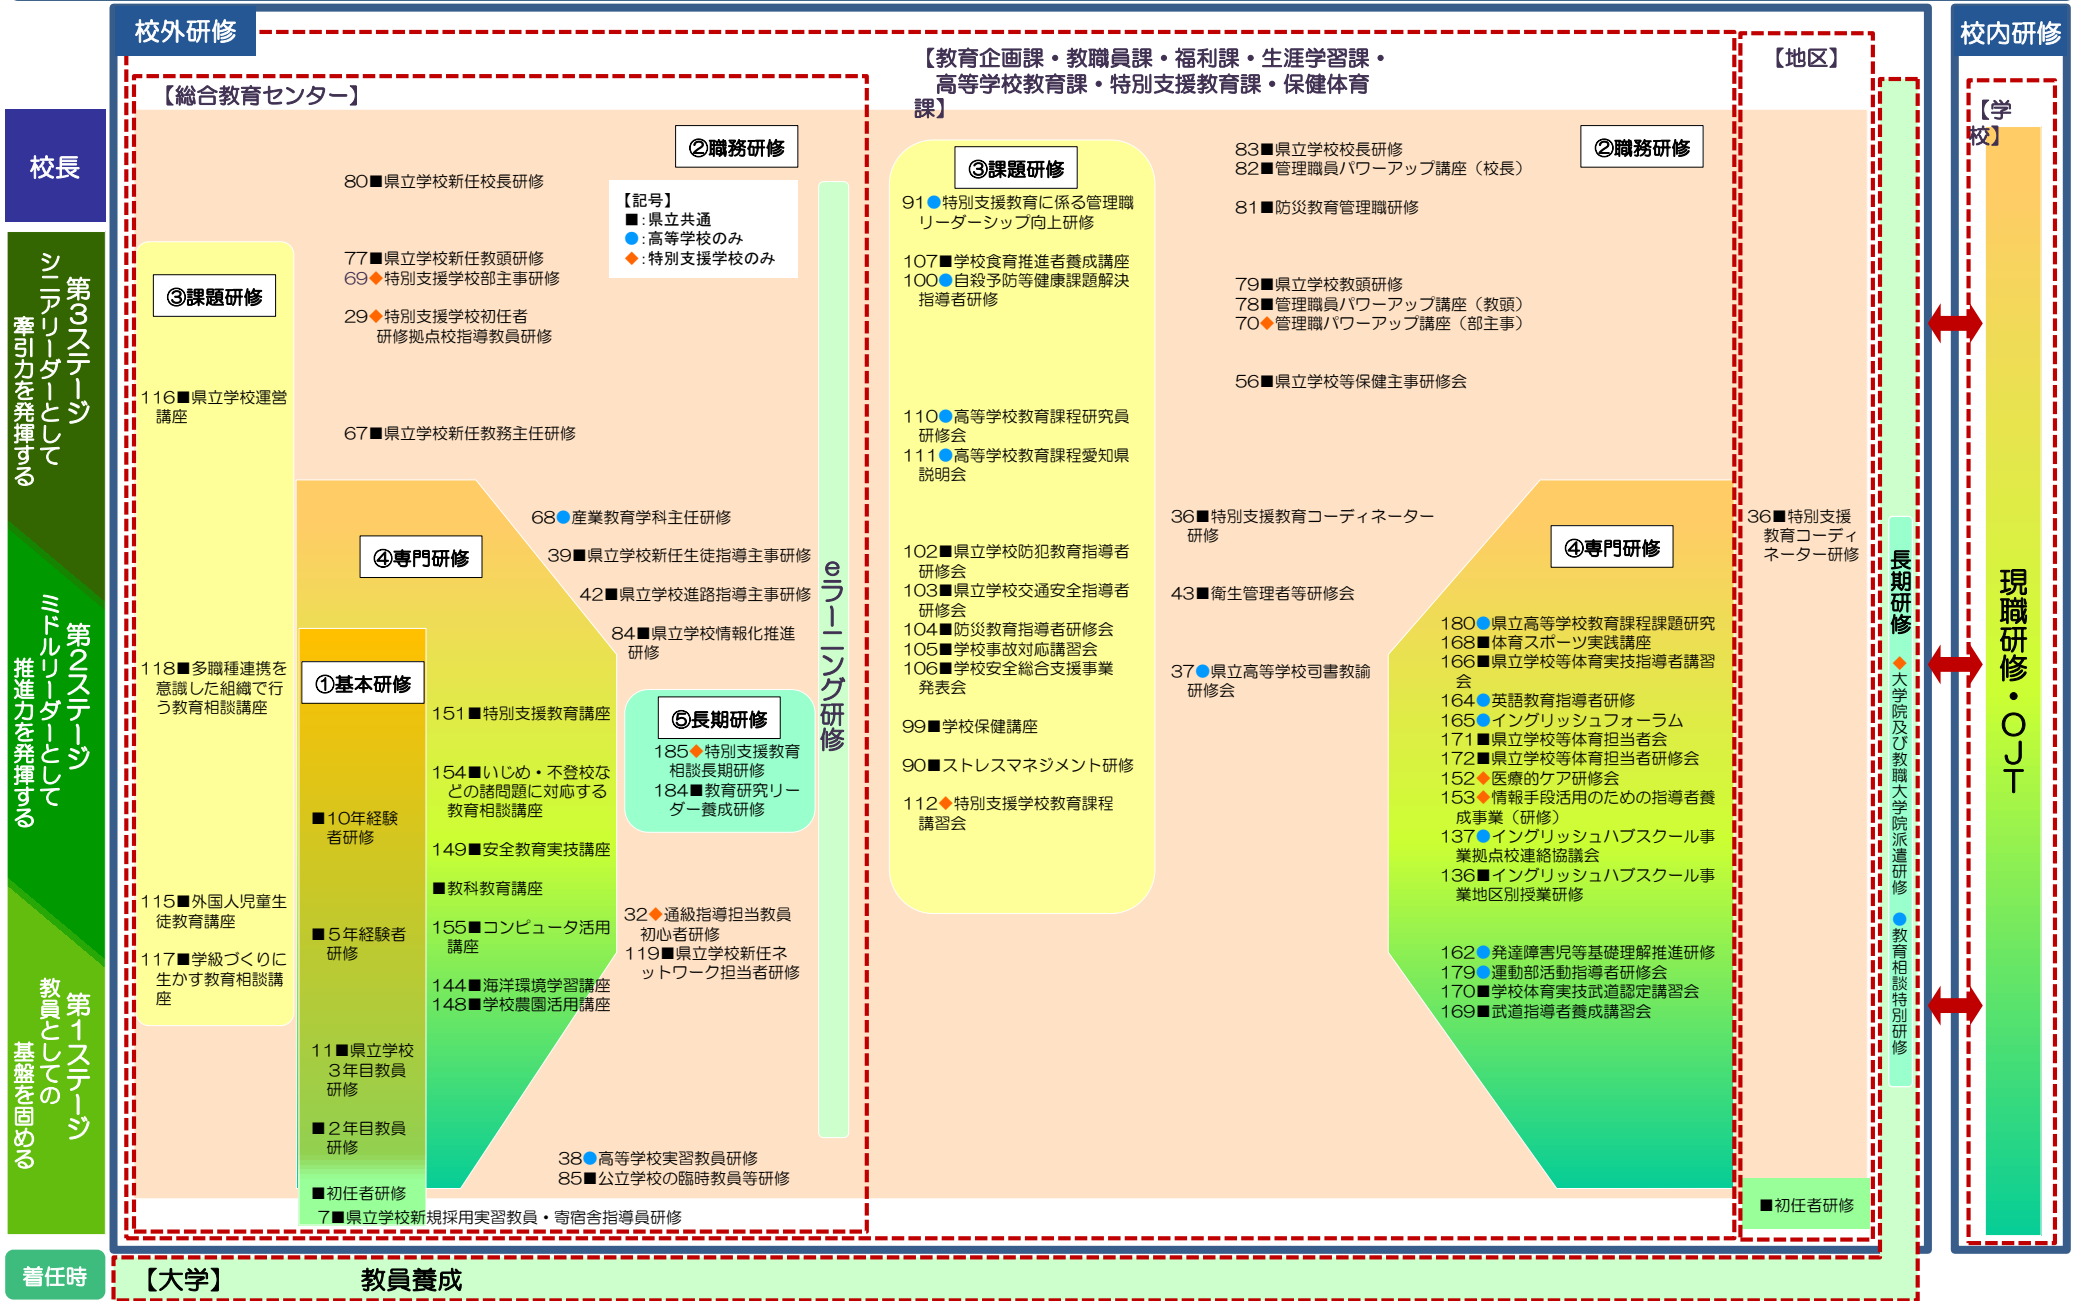 校外研修
校内研修
【教育企画課・教職員課・福利課・生涯学習課・
高等学校教育課・特別支援教育課・保健体育
課】
【地区】
【総合教育センター】
【学
校】
校長
第3ステージ
シニアリーダーとして
牽引力を発揮する
第2ステージ
ミドルリーダーとして
推進力を発揮する
第1ステージ
教員としての
基盤を固める
着任時
②職務研修
80■県立学校新任校長研修
【記号】
■:県立共通
●:高等学校のみ
◆:特別支援学校のみ
77■県立学校新任教頭研修
69◆特別支援学校部主事研修
29◆特別支援学校初任者
研修拠点校指導教員研修
67■県立学校新任教務主任研修
68●産業教育学科主任研修
39■県立学校新任生徒指導主事研修
42■県立学校進路指導主事研修
84■県立学校情報化推進
研修
③課題研修
116■県立学校運営
講座
118■多職種連携を
意識した組織で行
う教育相談講座
115■外国人児童生
徒教育講座
117■学級づくりに
生かす教育相談講
座
④専門研修
①基本研修
■10年経験
者研修
■5年経験者
研修
11■県立学校
3年目教員
研修
■2年目教員
研修
■初任者研修
7■県立学校新規採用実習教員・寄宿舎指導員研修
151■特別支援教育講座
154■いじめ・不登校な
どの諸問題に対応する
教育相談講座
149■安全教育実技講座
■教科教育講座
155■コンピュータ活用
講座
144■海洋環境学習講座
148■学校農園活用講座
⑤長期研修
185◆特別支援教育
相談長期研修
184■教育研究リー
ダー養成研修
32◆通級指導担当教員
初心者研修
119■県立学校新任ネ
ットワーク担当者研修
38●高等学校実習教員研修
85■公立学校の臨時教員等研修
eラーニング研修
③課題研修
91●特別支援教育に係る管理職
リーダーシップ向上研修
107■学校食育推進者養成講座
100●自殺予防等健康課題解決
指導者研修
110●高等学校教育課程研究員
研修会
111●高等学校教育課程愛知県
説明会
102■県立学校防犯教育指導者
研修会
103■県立学校交通安全指導者
研修会
104■防災教育指導者研修会
105■学校事故対応講習会
106■学校安全総合支援事業
発表会
99■学校保健講座
90■ストレスマネジメント研修
112◆特別支援学校教育課程
講習会
②職務研修
83■県立学校校長研修
82■管理職員パワーアップ講座（校長）
81■防災教育管理職研修
79■県立学校教頭研修
78■管理職員パワーアップ講座（教頭）
70◆管理職パワーアップ講座（部主事）
56■県立学校等保健主事研修会
36■特別支援教育コーディネーター
研修
43■衛生管理者等研修会
37●県立高等学校司書教諭
研修会
④専門研修
180●県立高等学校教育課程課題研究
168■体育スポーツ実践講座
166■県立学校等体育実技指導者講習
会
164●英語教育指導者研修
165●イングリッシュフォーラム
171■県立学校等体育担当者会
172■県立学校等体育担当者研修会
152◆医療的ケア研修会
153◆情報手段活用のための指導者養
成事業（研修）
137●イングリッシュハブスクール事
業拠点校連絡協議会
136■イングリッシュハブスクール事
業地区別授業研修
162●発達障害児等基礎理解推進研修
179●運動部活動指導者研修会
170■学校体育実技武道認定講習会
169■武道指導者養成講習会
36■特別支援
教育コーディ
ネーター研修
■初任者研修
長期研修 ◆大学院及び教職大学院派遣研修 ●教育相談特別研修
現職研修・OJT
【大学】 教員養成